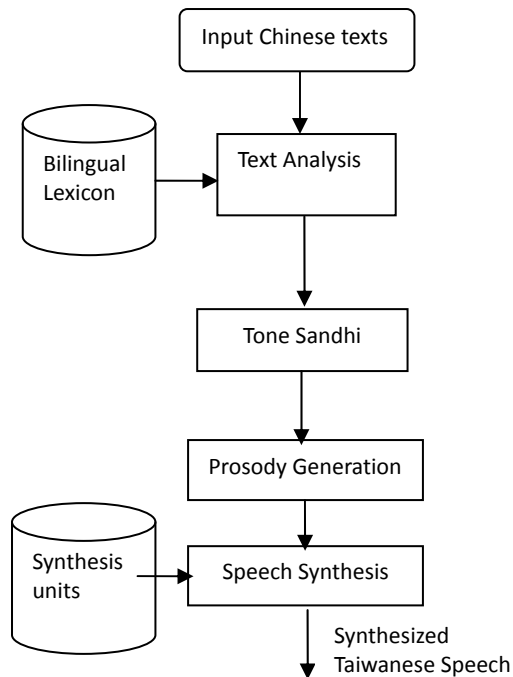 Input Chinese texts
Bilingual
Lexicon
Text Analysis
Tone Sandhi
Prosody Generation
Synthesis
units
Speech Synthesis
Synthesized
Taiwanese Speech